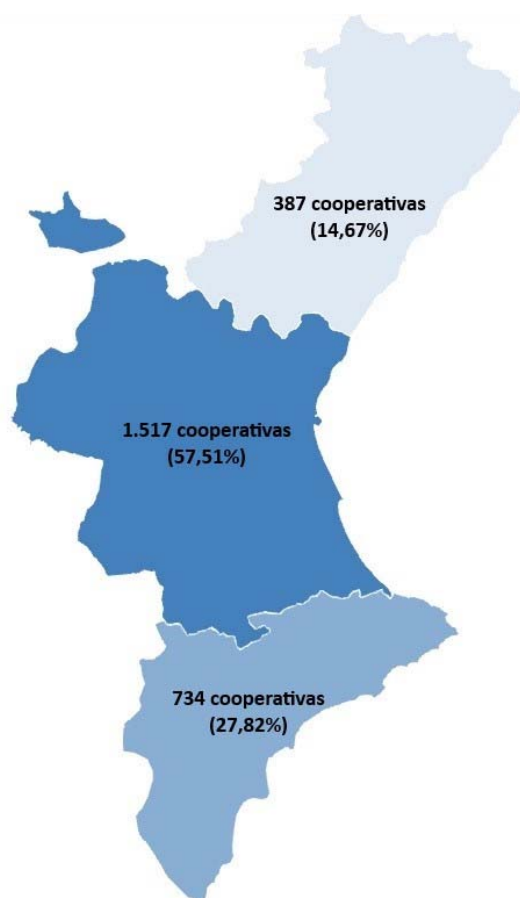 387 cooperativas
(14,67%)
1.517 cooperativas
(57,51%)
734 cooperativas
(27,82%)